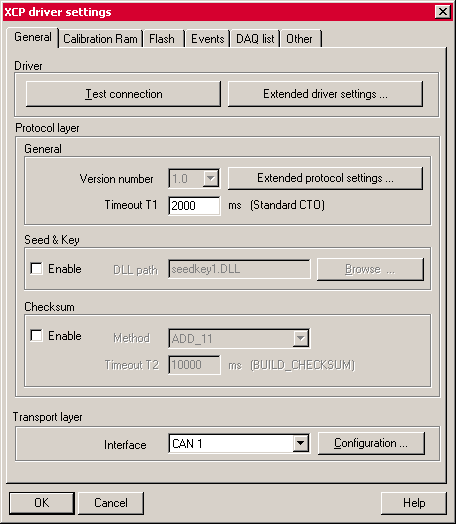 XCP driver settings
General Calibration Ram Flash Events DAQ list Other
Driver
Test connection Extended driver settings ...
Protocol layer
General
Version number 1.0 Extended protocol settings ...
Timeout T1 2000 ms (Standard CTO)
Seed & Key
Enable DLL path seedkey1.DLL Browse ...
Checksum
Enable Method ADD_11
Timeout T2 10000 ms (BUILD_CHECKSUM)
Transport layer
Interface CAN 1 Configuration ...
OK Cancel Help